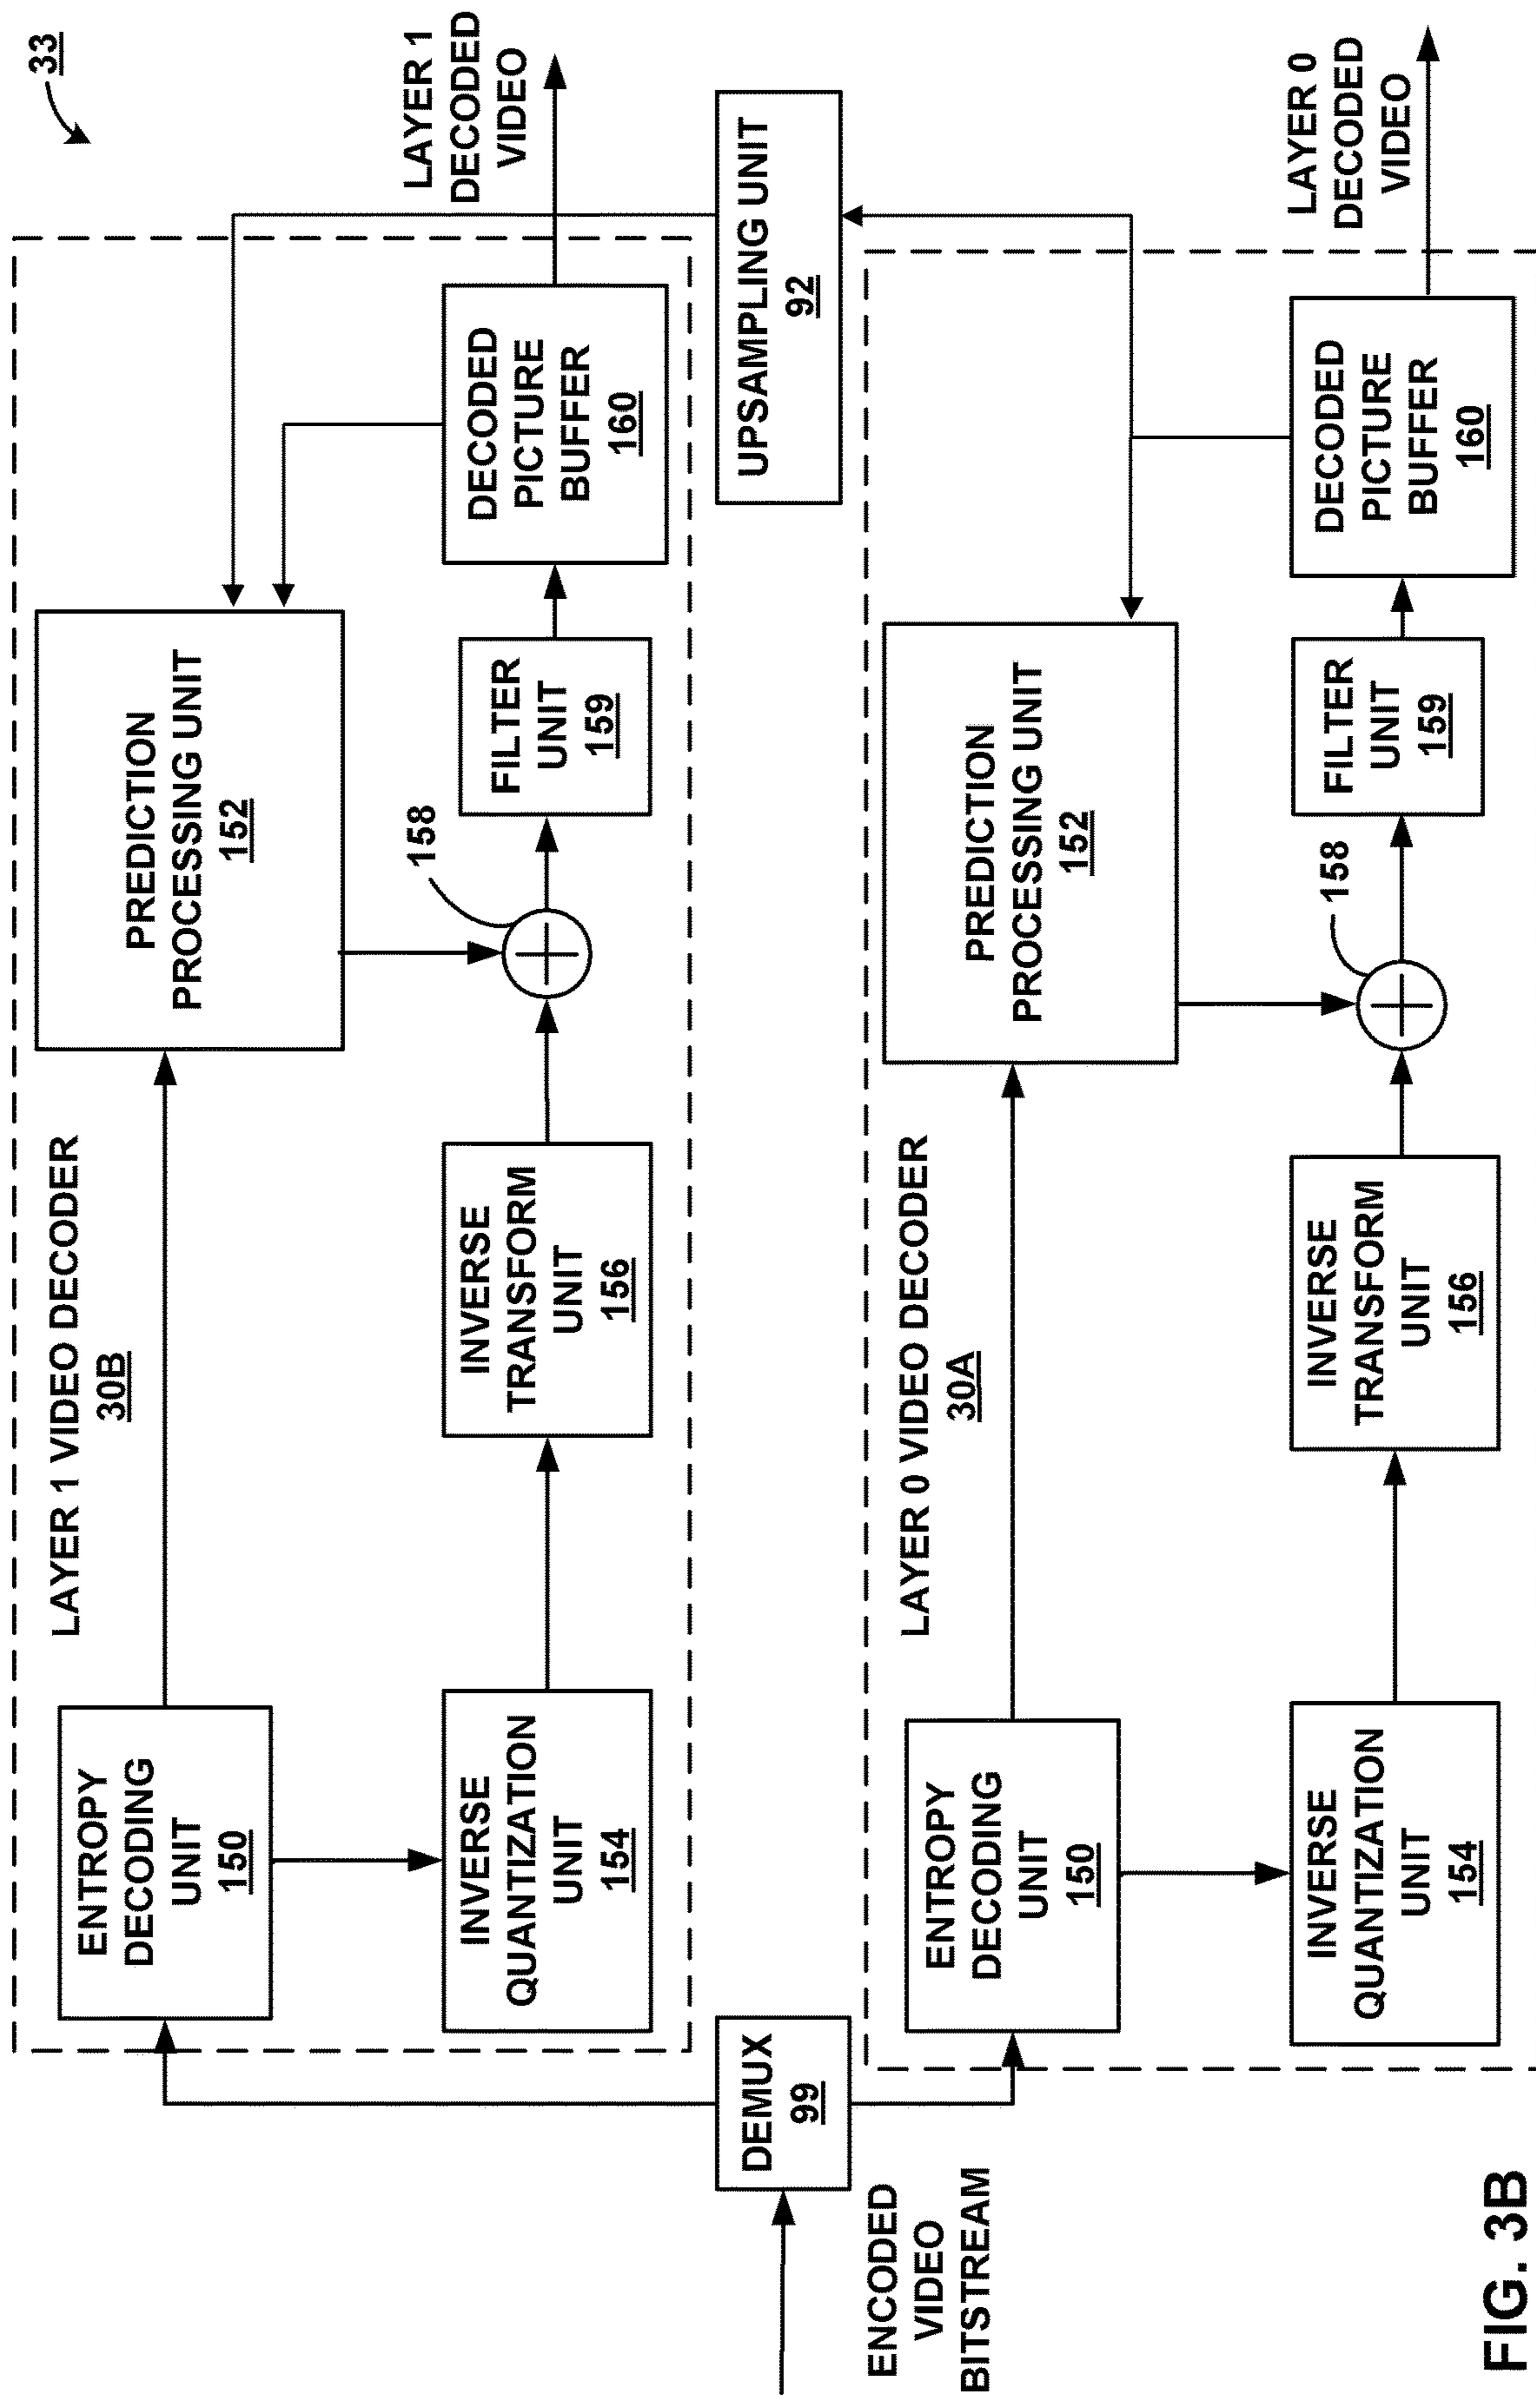 33
LAYER 1 VIDEO DECODER
30B
ENTROPY
DECODING
UNIT
150
PREDICTION
PROCESSING UNIT
152
INVERSE
QUANTIZATION
UNIT
154
INVERSE
TRANSFORM
UNIT
156
158
FILTER
UNIT
159
DECODED
PICTURE
BUFFER
160
LAYER 1
DECODED
VIDEO
ENCODED
VIDEO
BITSTREAM
DEMUX
99
UPSAMPLING UNIT
92
LAYER 0 VIDEO DECODER
30A
ENTROPY
DECODING
UNIT
150
PREDICTION
PROCESSING UNIT
152
INVERSE
QUANTIZATION
UNIT
154
INVERSE
TRANSFORM
UNIT
156
158
FILTER
UNIT
159
DECODED
PICTURE
BUFFER
160
LAYER 0
DECODED
VIDEO
FIG. 3B